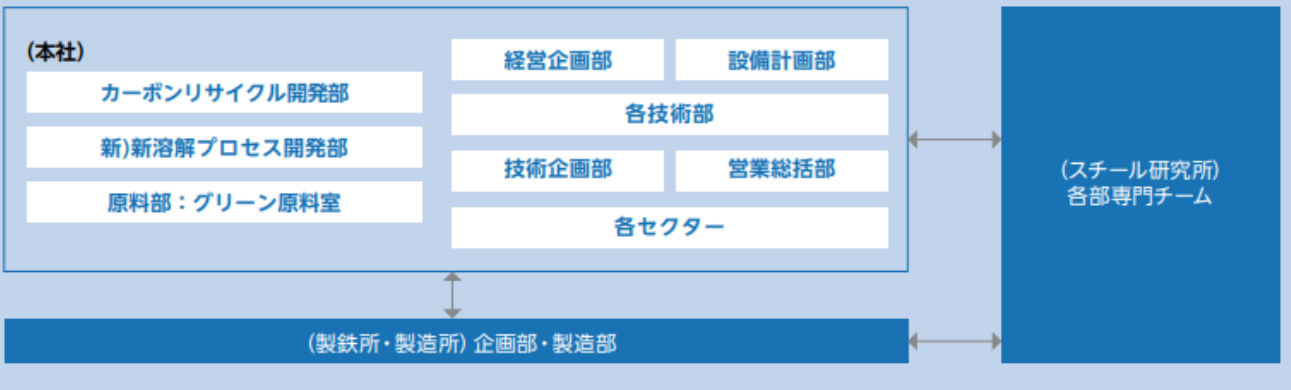 (本社)
カーボンリサイクル開発部
新)新溶解プロセス開発部
原料部：グリーン原料室
経営企画部 設備計画部
各技術部
技術企画部 営業総括部
各セクター
(スチール研究所)
各部専門チーム
(製鉄所・製造所) 企画部・製造部